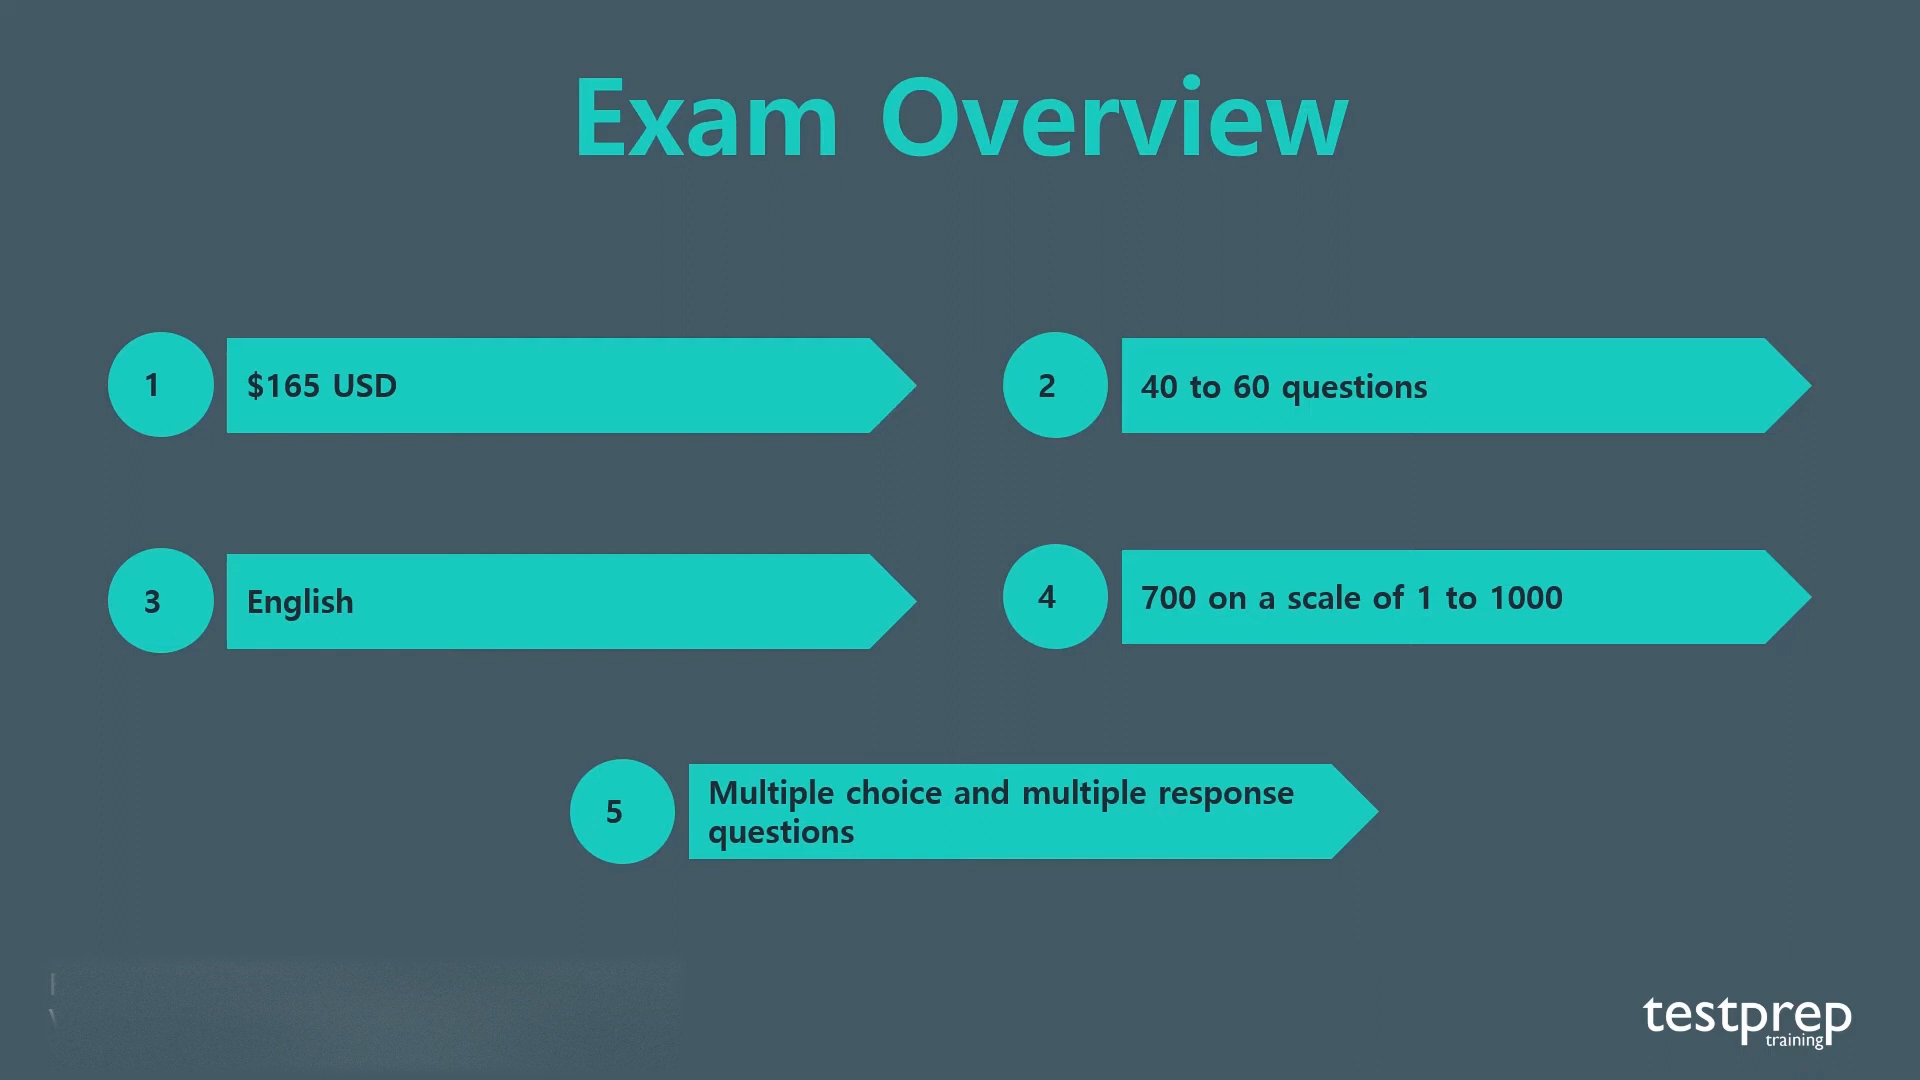 Exam Overview
1
$165 USD
2
40 to 60 questions
3
English
4
700 on a scale of 1 to 1000
5
Multiple choice and multiple response
questions
testprep
training